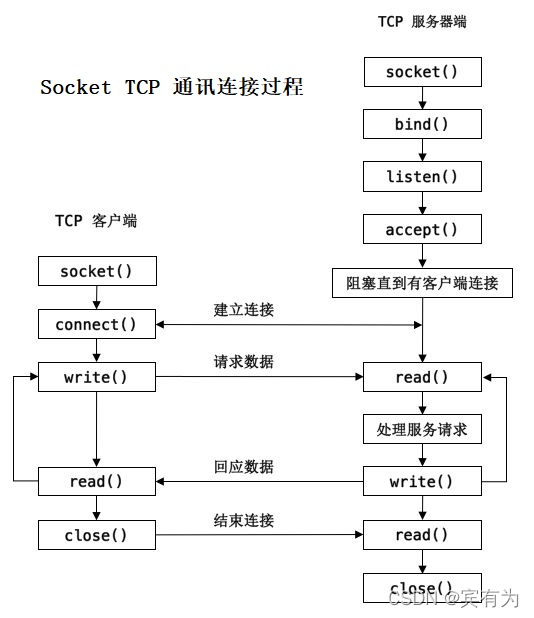 TCP 服务器端
socket()
Socket TCP 通讯连接过程
bind()
listen()
TCP 客户端
accept()
socket()
阻塞直到有客户端连接
建立连接
connect()
请求数据
write()
read()
处理服务请求
回应数据
read()
write()
结束连接
close()
read()
close()
CSDN @宾有为